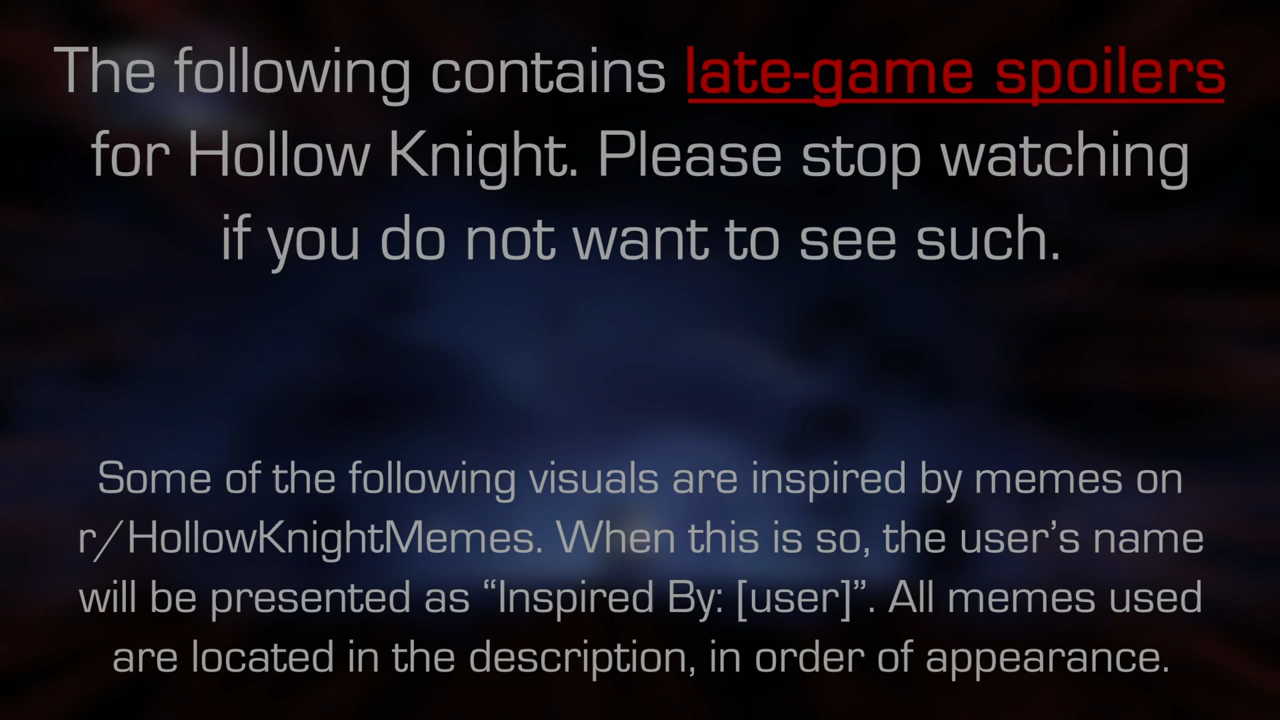 The following contains late-game spoilers
for Hollow Knight. Please stop watching
if you do not want to see such.
Some of the following visuals are inspired by memes on
r/HollowKnightMemes. When this is so, the user’s name
will be presented as “Inspired By: [user]”. All memes used
are located in the description, in order of appearance.